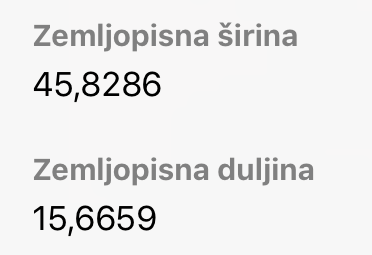 Zemljopisna širina
45,8286
Zemljopisna duljina
15,6659